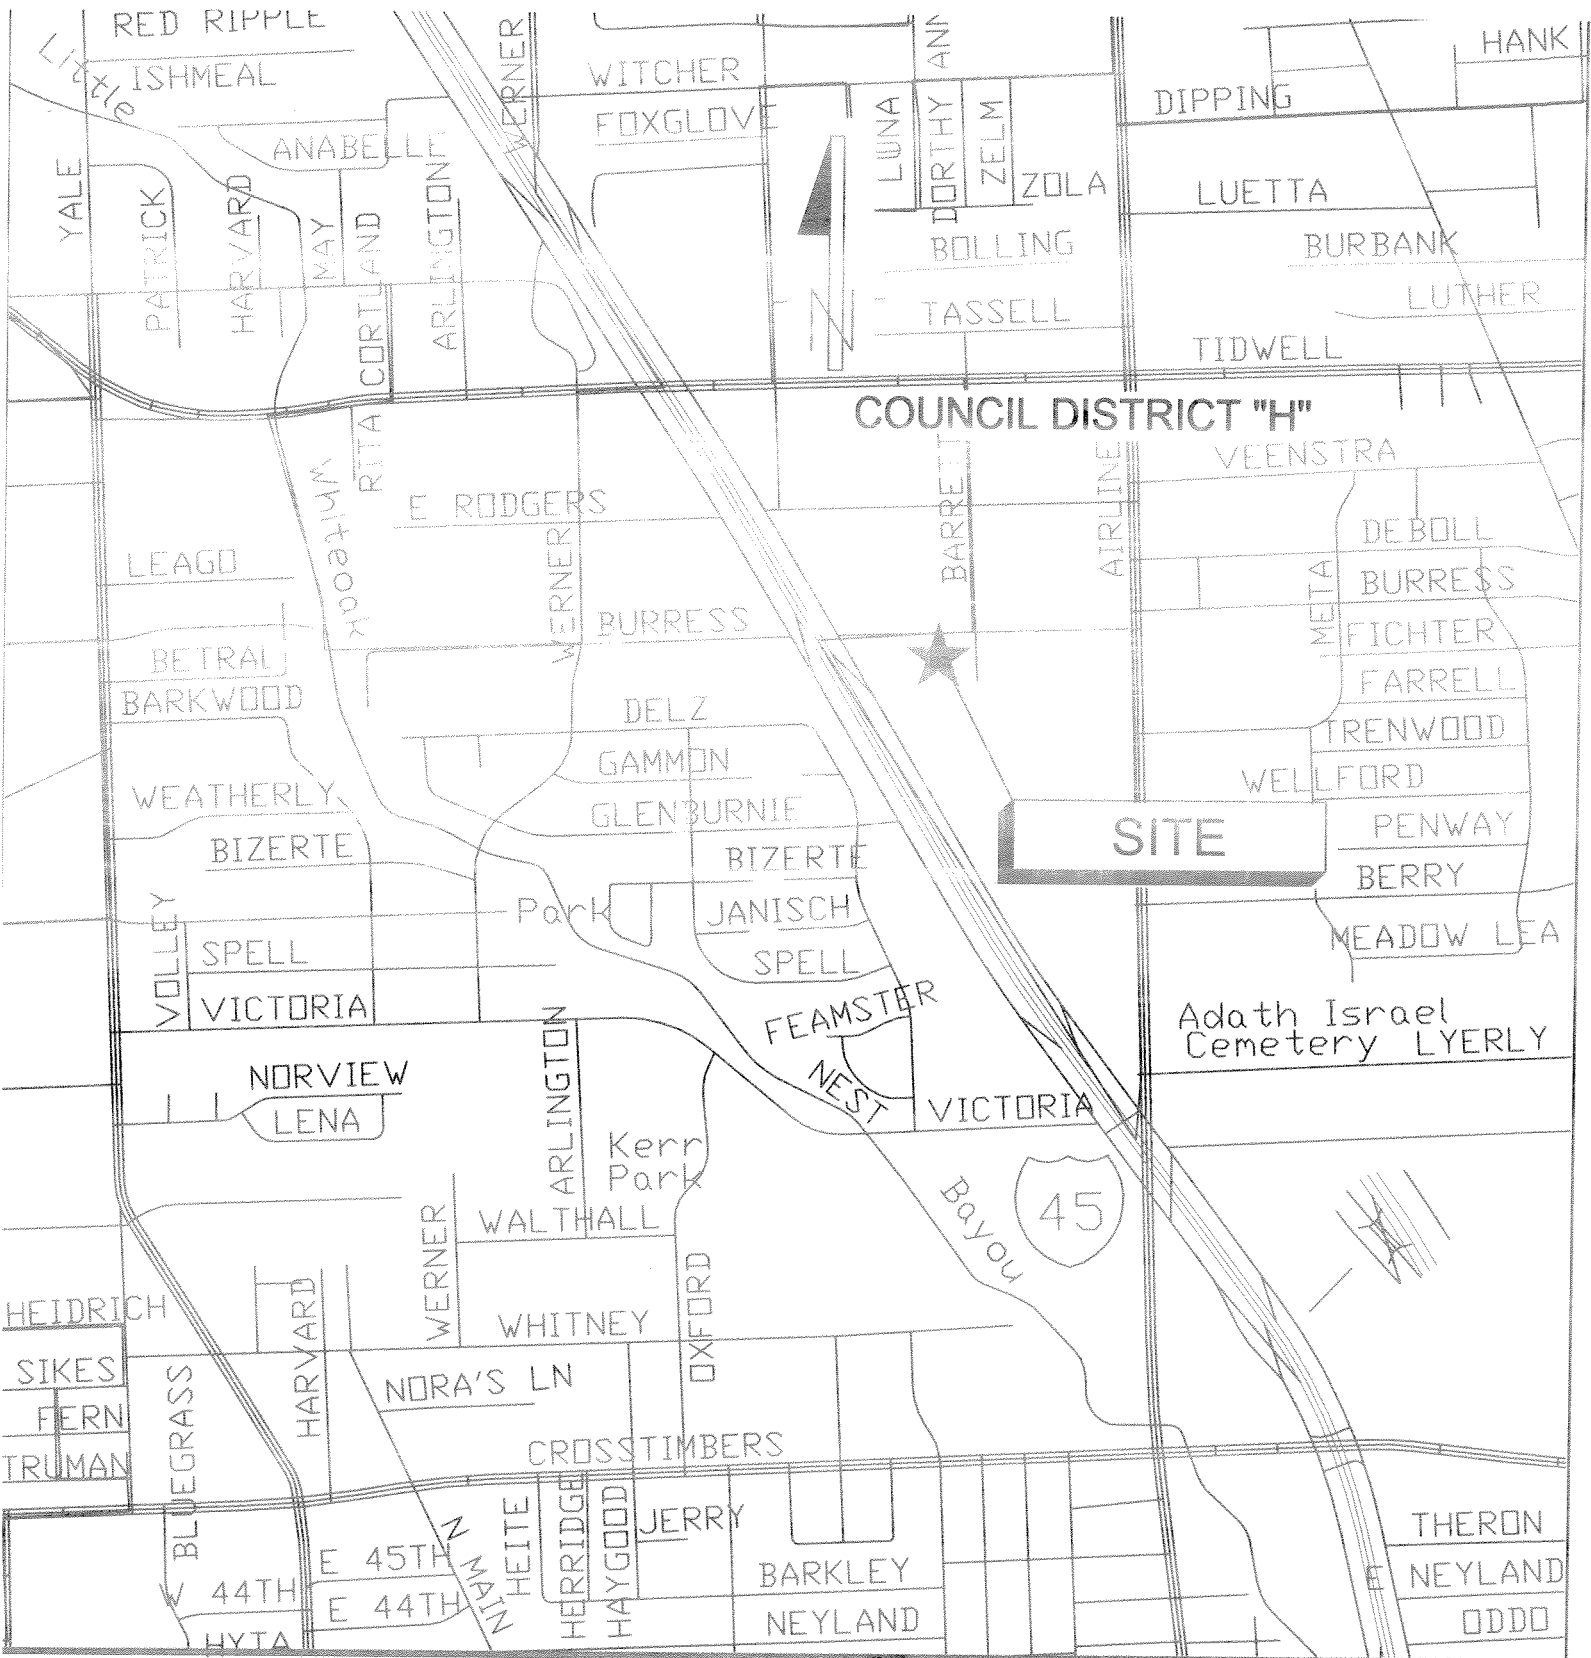 RED RIPPLE
Little
ISHMEAL
WERNER
WITCHER
ANN
HANK
FOXGLOVE
DIPPING
LUNA
DORTHY
ZELM
ANABELLE
YALE
PATRICK
HARVARD
MAY
CORTLAND
ARLINGTON
ZOLA
LUETTA
BOLLING
BURBANK
N
TASSELL
LUTHER
TIDWELL
COUNCIL DISTRICT "H"
RITTA
Whiteoak
E RODGERS
BARRETT
AIRLINE
VEENSTRA
DEBOLL
LEAGO
WERNER
BURRESS
META
BURRESS
FICHTER
BETRAL
BARKWOOD
DELZ
FARRELL
TRENWOOD
GAMMON
WELLFORD
WEATHERLY
GLENBURNIE
SITE
PENWAY
BIZERTE
BIZERTE
BERRY
VOLLEY
Park
JANISCH
MEADOW LEA
SPELL
SPELL
VICTORIA
FEAMSTER
Adath Israel
Cemetery LYERLY
ARLINGTON
NORVIEW
NEST
VICTORIA
LENA
Kerr
Park
Bayou
45
WERNER
WALTHALL
OXFORD
HEIDRICH
HARVARD
WHITNEY
SIKES
BLUEGRASS
NORA'S LN
FERN
CROSSTIMBERS
TRUMAN
HEITE
HERRIDGE
HAYGOOD
JERRY
THERON
E 45TH
N MAIN
BARKLEY
E NEYLAND
W 44TH
E 44TH
NEYLAND
ODDO
HYTA